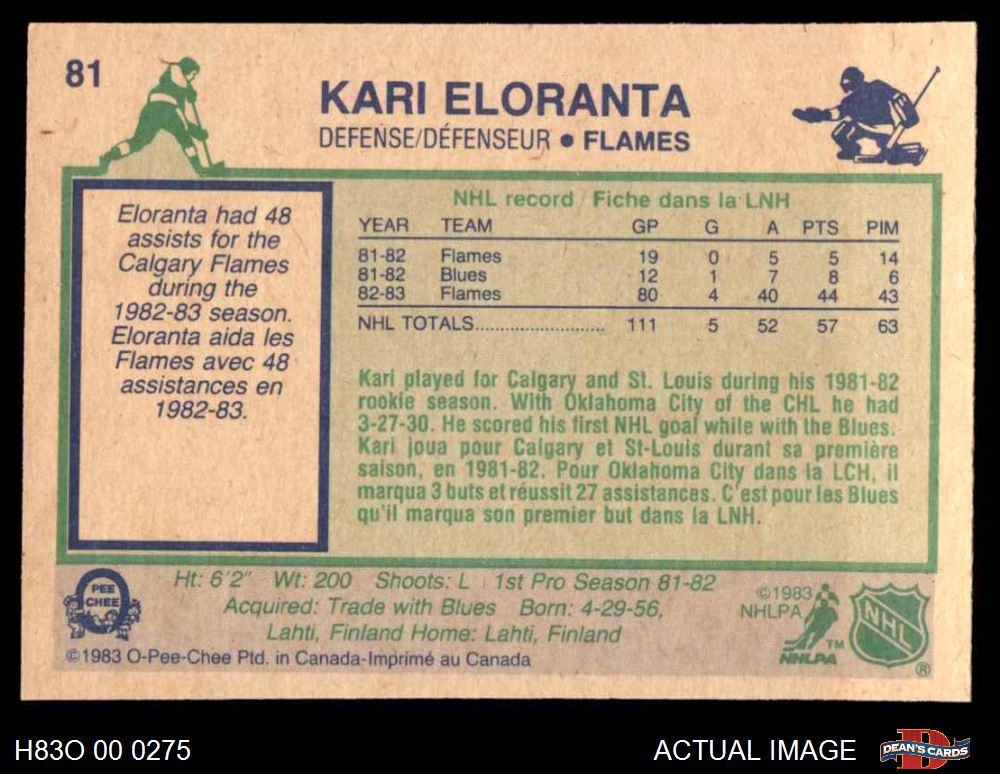 81
KARI ELORANTA
DEFENSE/DÉFENSEUR • FLAMES
Eloranta had 48
assists for the
Calgary Flames
during the
1982-83 season.
Eloranta aida les
Flames avec 48
assistances en
1982-83.
NHL record / Fiche dans la LNH
YEAR TEAM GP G A PTS PIM
81-82 Flames 19 0 5 5 14
81-82 Blues 12 1 7 8 6
82-83 Flames 80 4 40 44 43
NHL TOTALS........................ 111 5 52 57 63
Kari played for Calgary and St. Louis during his 1981-82
rookie season. With Oklahoma City of the CHL he had
3-27-30. He scored his first NHL goal while with the Blues.
Kari joua pour Calgary et St-Louis durant sa première
saison, en 1981-82. Pour Oklahoma City dans la LCH, il
marqua 3 buts et réussit 27 assistances. C'est pour les Blues
qu'il marqua son premier but dans la LNH.
PEE
CHEE
Ht: 6'2" Wt: 200 Shoots: L 1st Pro Season 81-82
Acquired: Trade with Blues Born: 4-29-56,
Lahti, Finland Home: Lahti, Finland
©1983 O-Pee-Chee Ptd. in Canada-Imprimé au Canada
©1983
NHLPA
TM
NHLPA
NHL
®
H83O 00 0275
ACTUAL IMAGE
DEAN'S CARDS